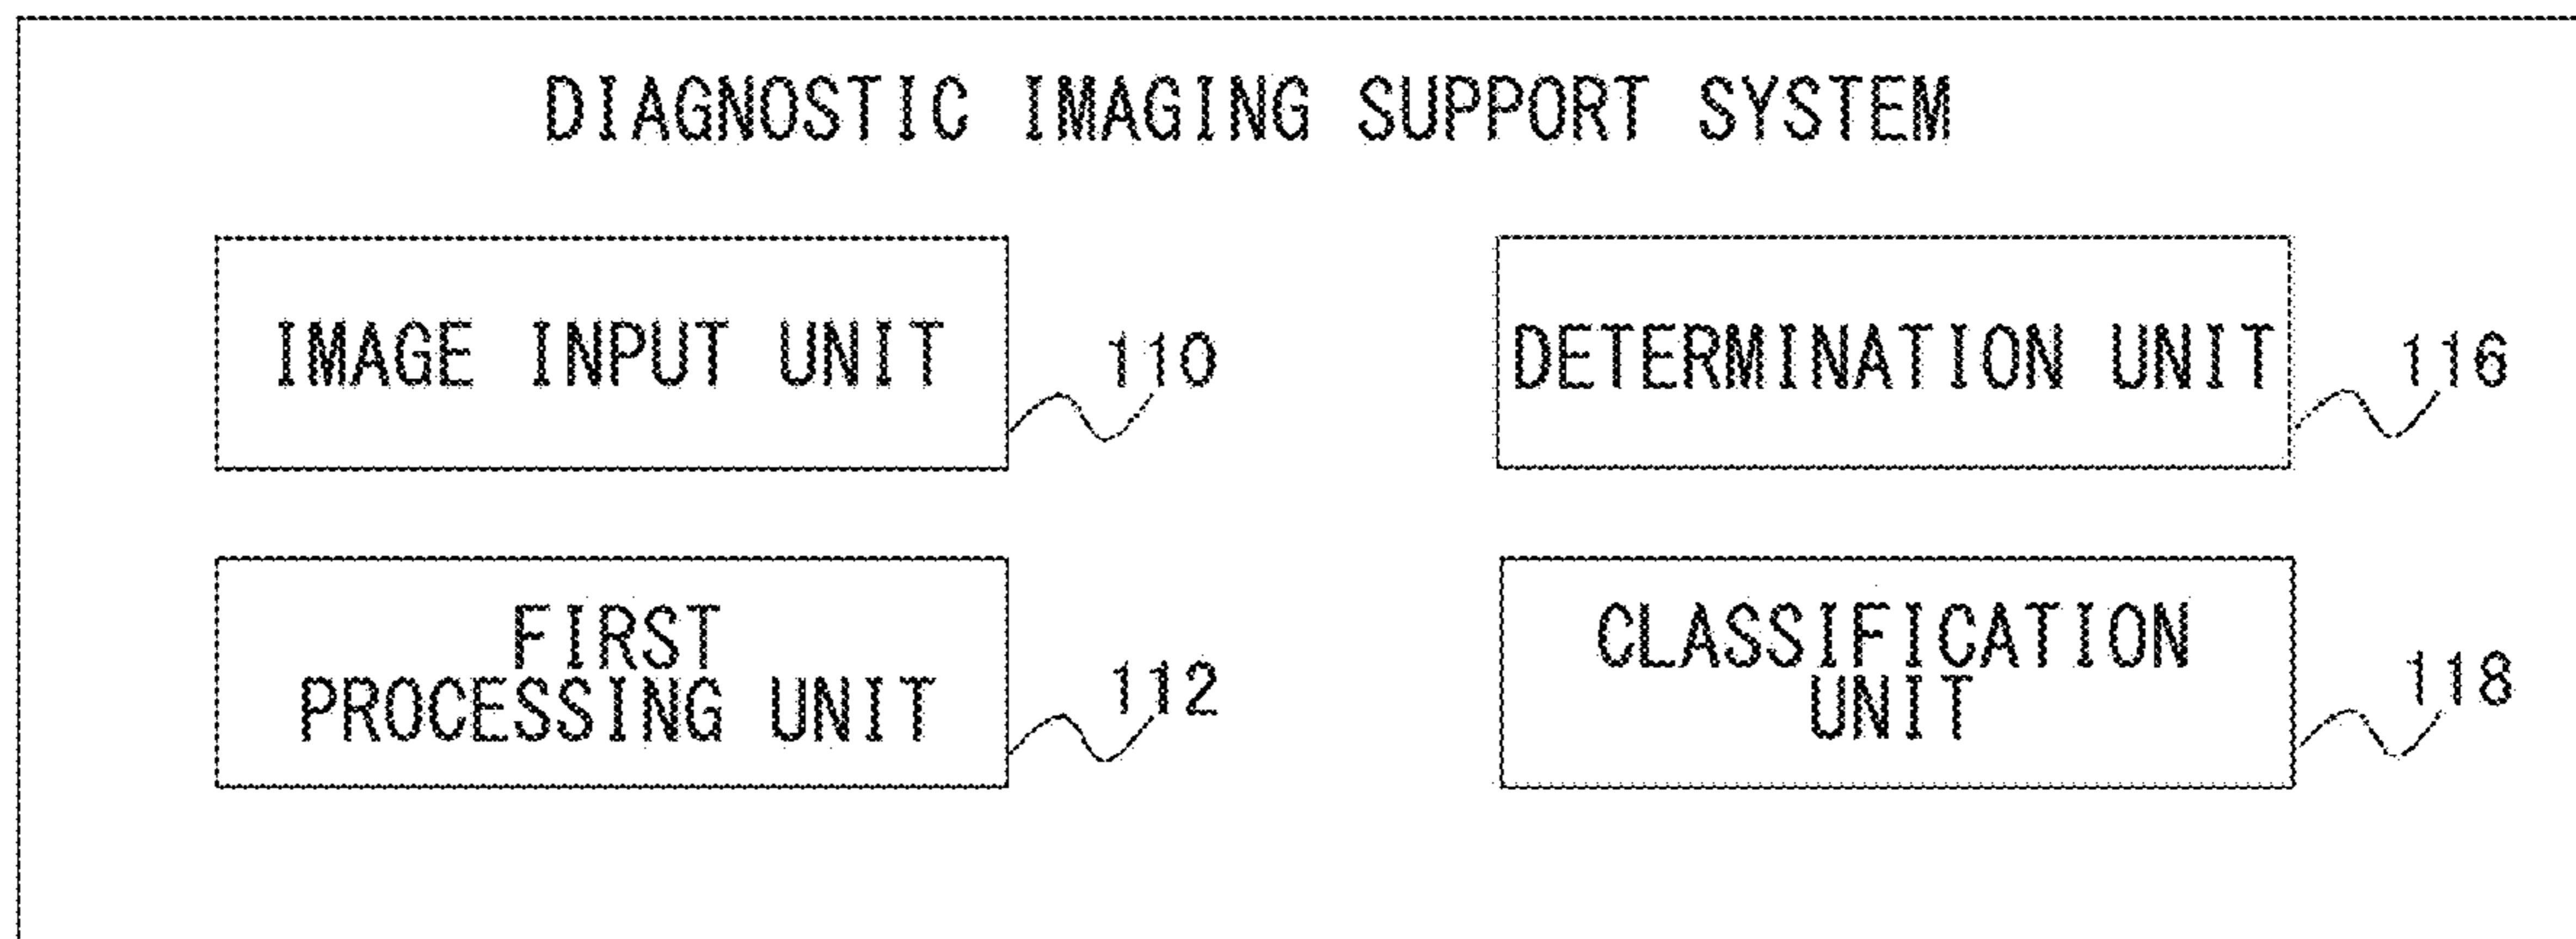 DIAGNOSTIC IMAGING SUPPORT SYSTEM
IMAGE INPUT UNIT
110
DETERMINATION UNIT
116
FIRST
PROCESSING UNIT
112
CLASSIFICATION
UNIT
118